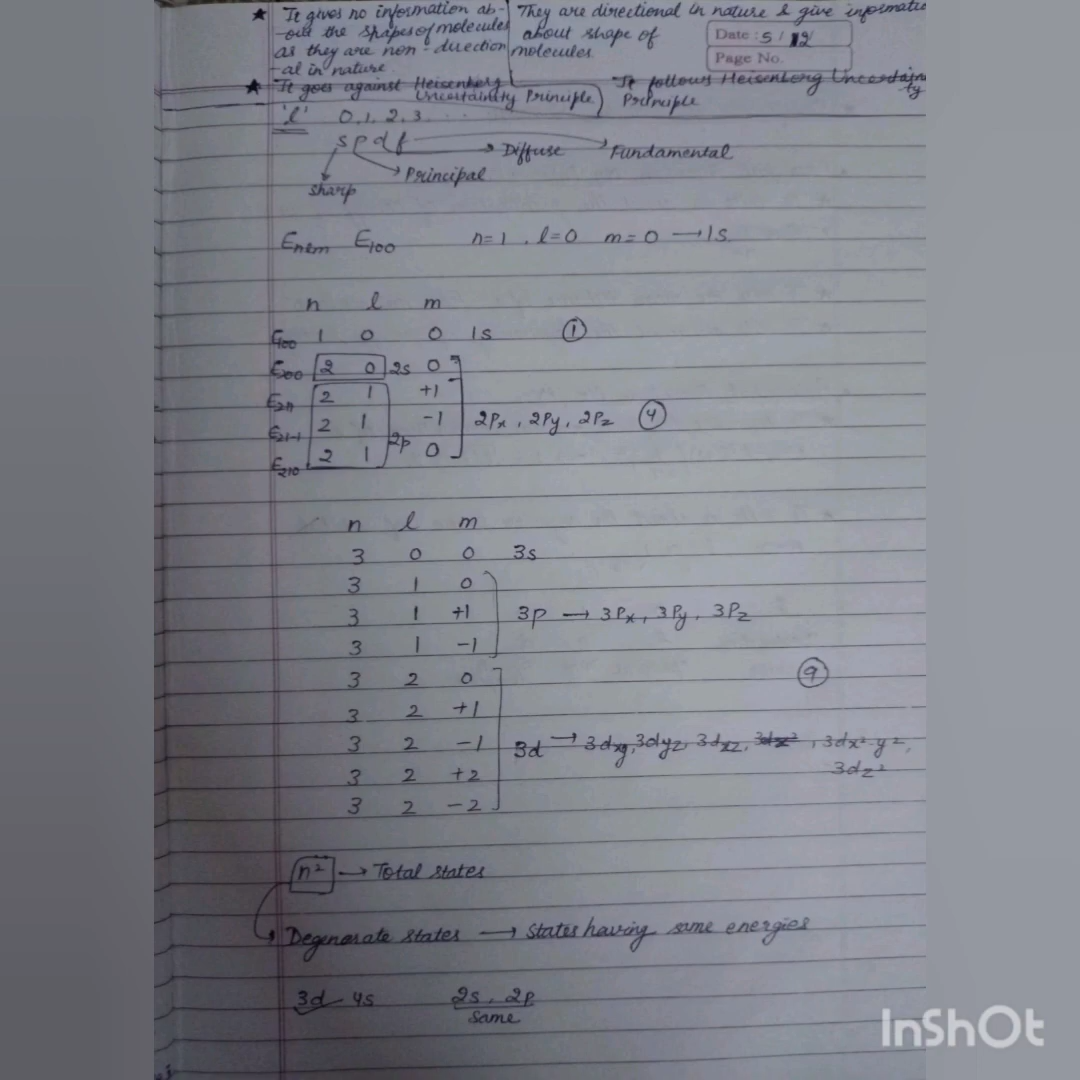 ★ It gives no information ab- They are directional in nature & give informatio
-out the shapes of molecules about shape of Date : 5 / 12
as they are non-direction molecules. Page No.
-al in nature.
★ It goes against Heisenberg It follows Heisenberg Uncertain
Uncertainity Principle Principle ty
'l' 0, 1, 2, 3 ....
s p d f → Diffuse Fundamental
sharp Principal
Enlm E100 n=1, l=0 m=0 → 1s
n l m
E100 1 0 0 1s ①
E200 2 0 2s 0
E211 2 1 +1
E21-1 2 1 -1 2Px, 2Py, 2Pz ④
E210 2 1 2p 0
n l m
3 0 0 3s
3 1 0
3 1 +1 3p → 3Px, 3Py, 3Pz
3 1 -1
3 2 0 ⑨
3 2 +1
3 2 -1 3d → 3dxy, 3dyz, 3dxz, 3dx², 3dx²-y²,
3 2 +2 3dz²
3 2 -2
n² → Total states
Degenerate states → States having same energies
3d 4s 2s, 2p
Same
InShOt